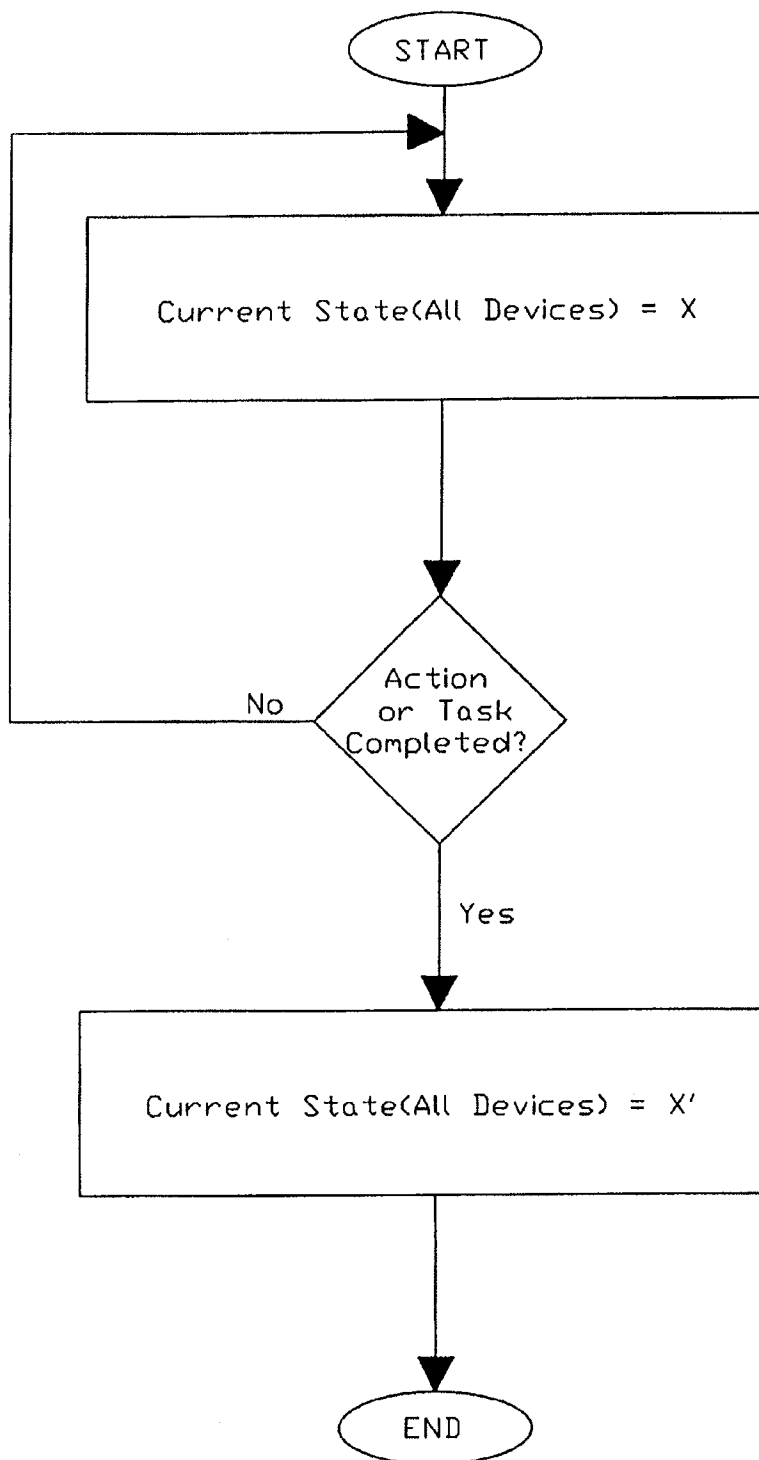 START
Current State(All Devices) = X
Action
or Task
Completed?
No
Yes
Current State(All Devices) = X'
END